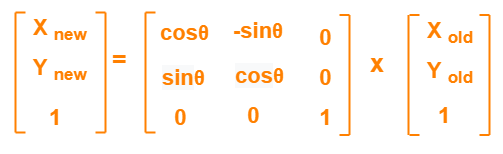 X new = cosθ -sinθ 0 x X old
Y new sinθ cosθ 0 Y old
1 0 0 1 1